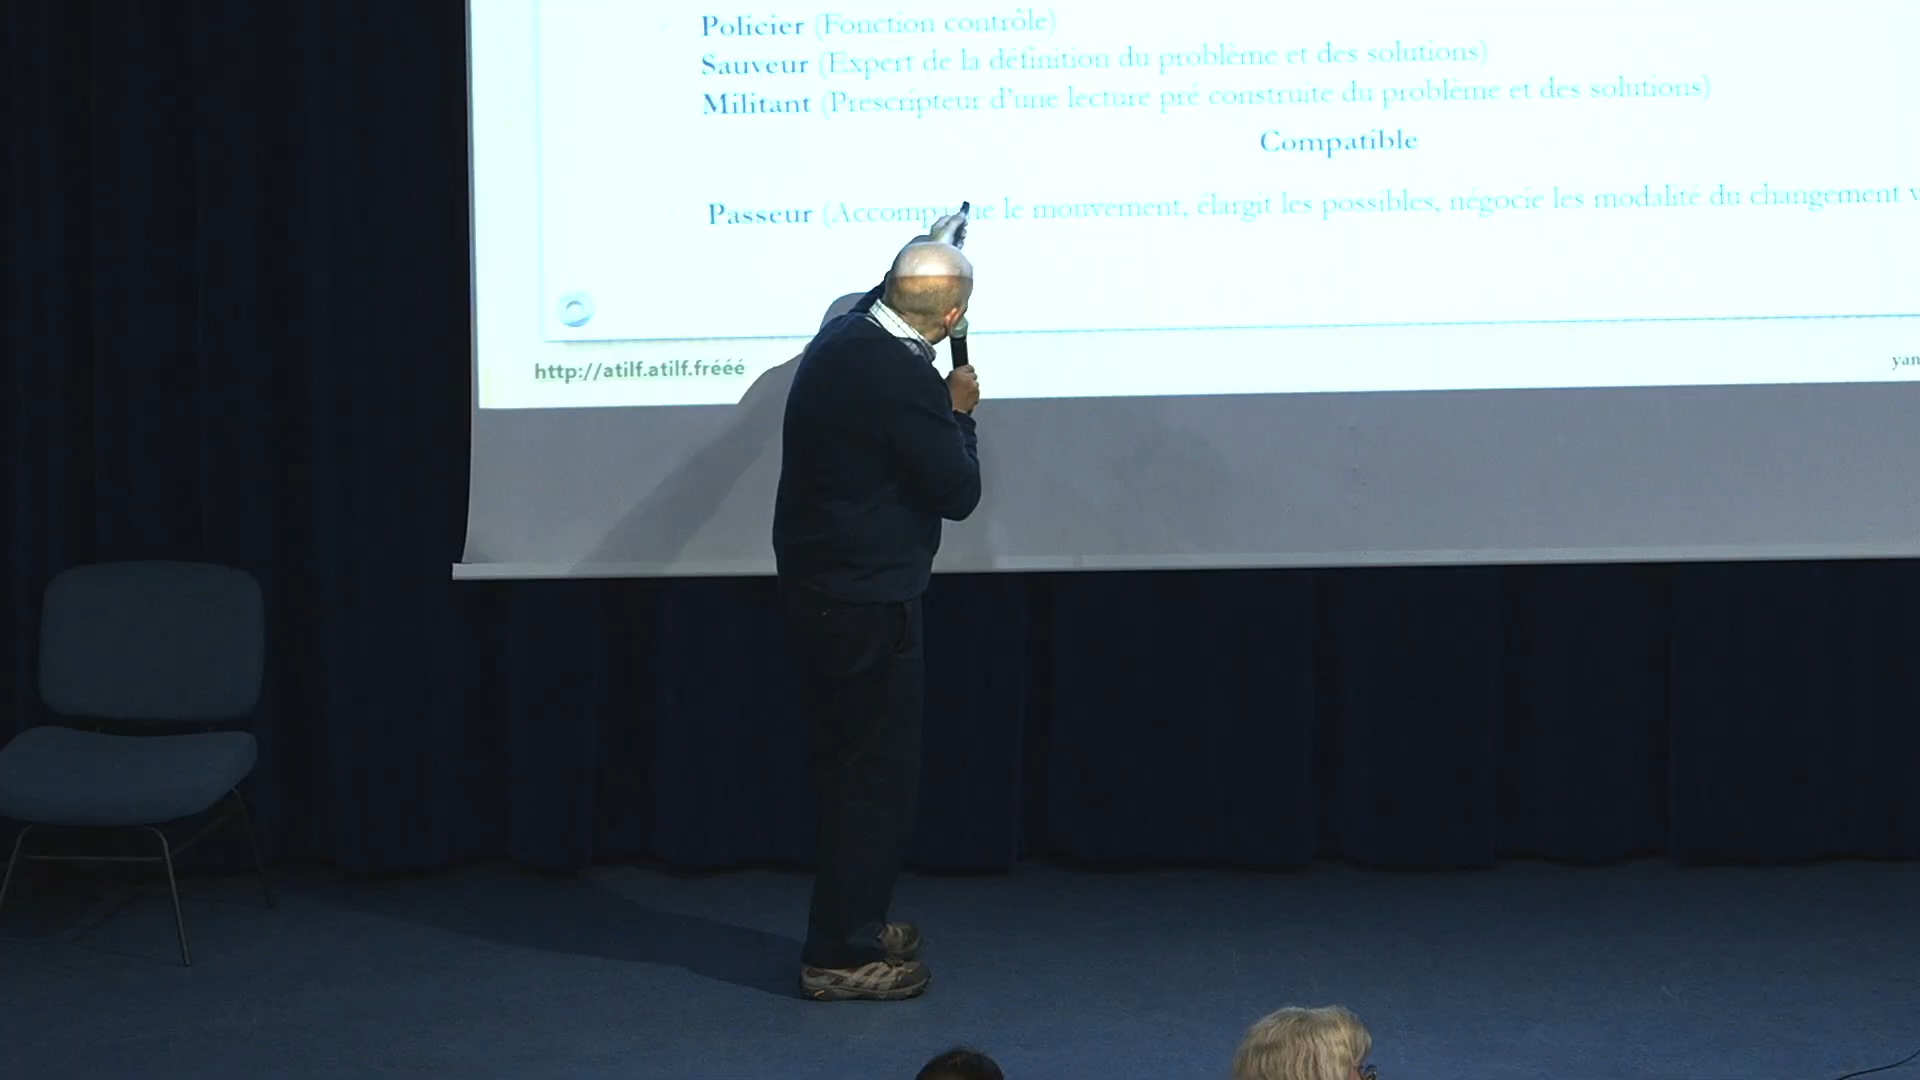 Policier (Fonction contrôle)
Sauveur (Expert de la définition du problème et des solutions)
Militant (Prescripteur d'une lecture pré construite du problème et des solutions)
Compatible
Passeur (Accompagne le mouvement, élargit les possibles, négocie les modalité du changement
http://atilf.atilf.frééé
yan